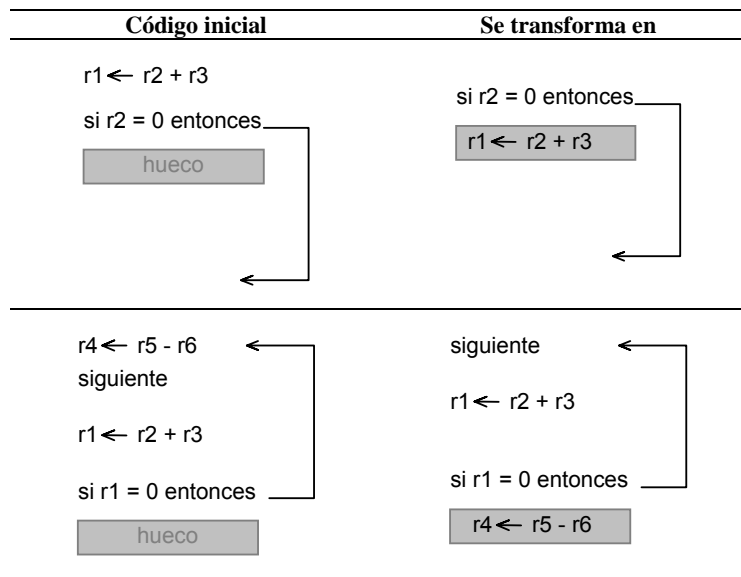 Código inicial Se transforma en
r1← r2 + r3
si r2 = 0 entonces
hueco
si r2 = 0 entonces
r1← r2 + r3
r4← r5 - r6
siguiente
r1← r2 + r3
si r1 = 0 entonces
hueco
siguiente
r1← r2 + r3
si r1 = 0 entonces
r4← r5 - r6